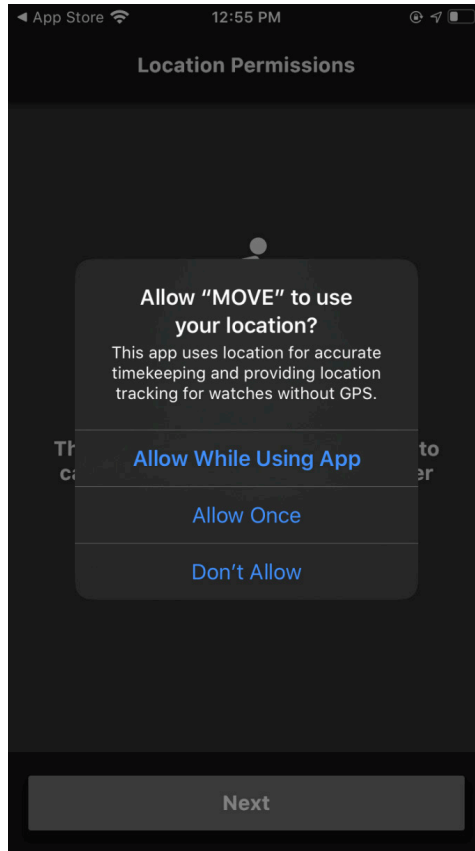 ◀ App Store 12:55 PM
Location Permissions
Allow “MOVE” to use
your location?
This app uses location for accurate
timekeeping and providing location
tracking for watches without GPS.
to
Allow While Using App
Allow Once
Don’t Allow
Next